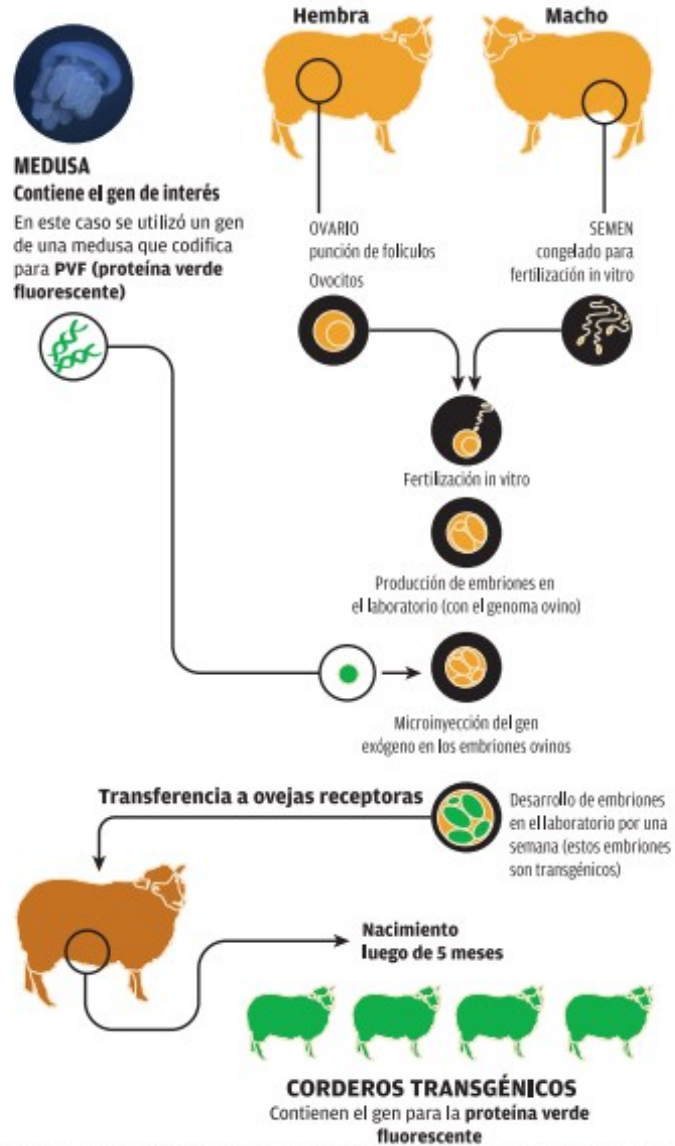 Hembra
Macho
MEDUSA
Contiene el gen de interés
En este caso se utilizó un gen
de una medusa que codifica
para PVF (proteína verde
fluorescente)
OVARIO
punción de folículos
Ovocitos
SEMEN
congelado para
fertilización in vitro
Fertilización in vitro
Producción de embriones en
el laboratorio (con el genoma ovino)
Microinyección del gen
exógeno en los embriones ovinos
Transferencia a ovejas receptoras
Desarrollo de embriones
en el laboratorio por una
semana (estos embriones
son transgénicos)
Nacimiento
luego de 5 meses
CORDEROS TRANSGÉNICOS
Contienen el gen para la proteína verde
fluorescente